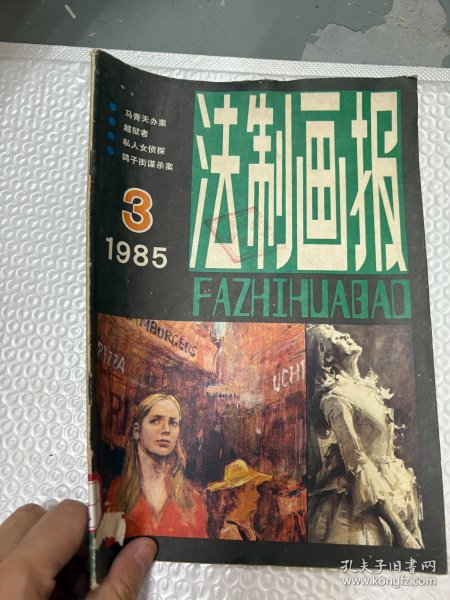 马青天办案
越狱者
私人女侦探
鸽子街谋杀案
3
1985
法制画报
FAZHIHUABAO
HAMBURGERS
PIZZA
孔夫子旧书网
www.kongfz.com